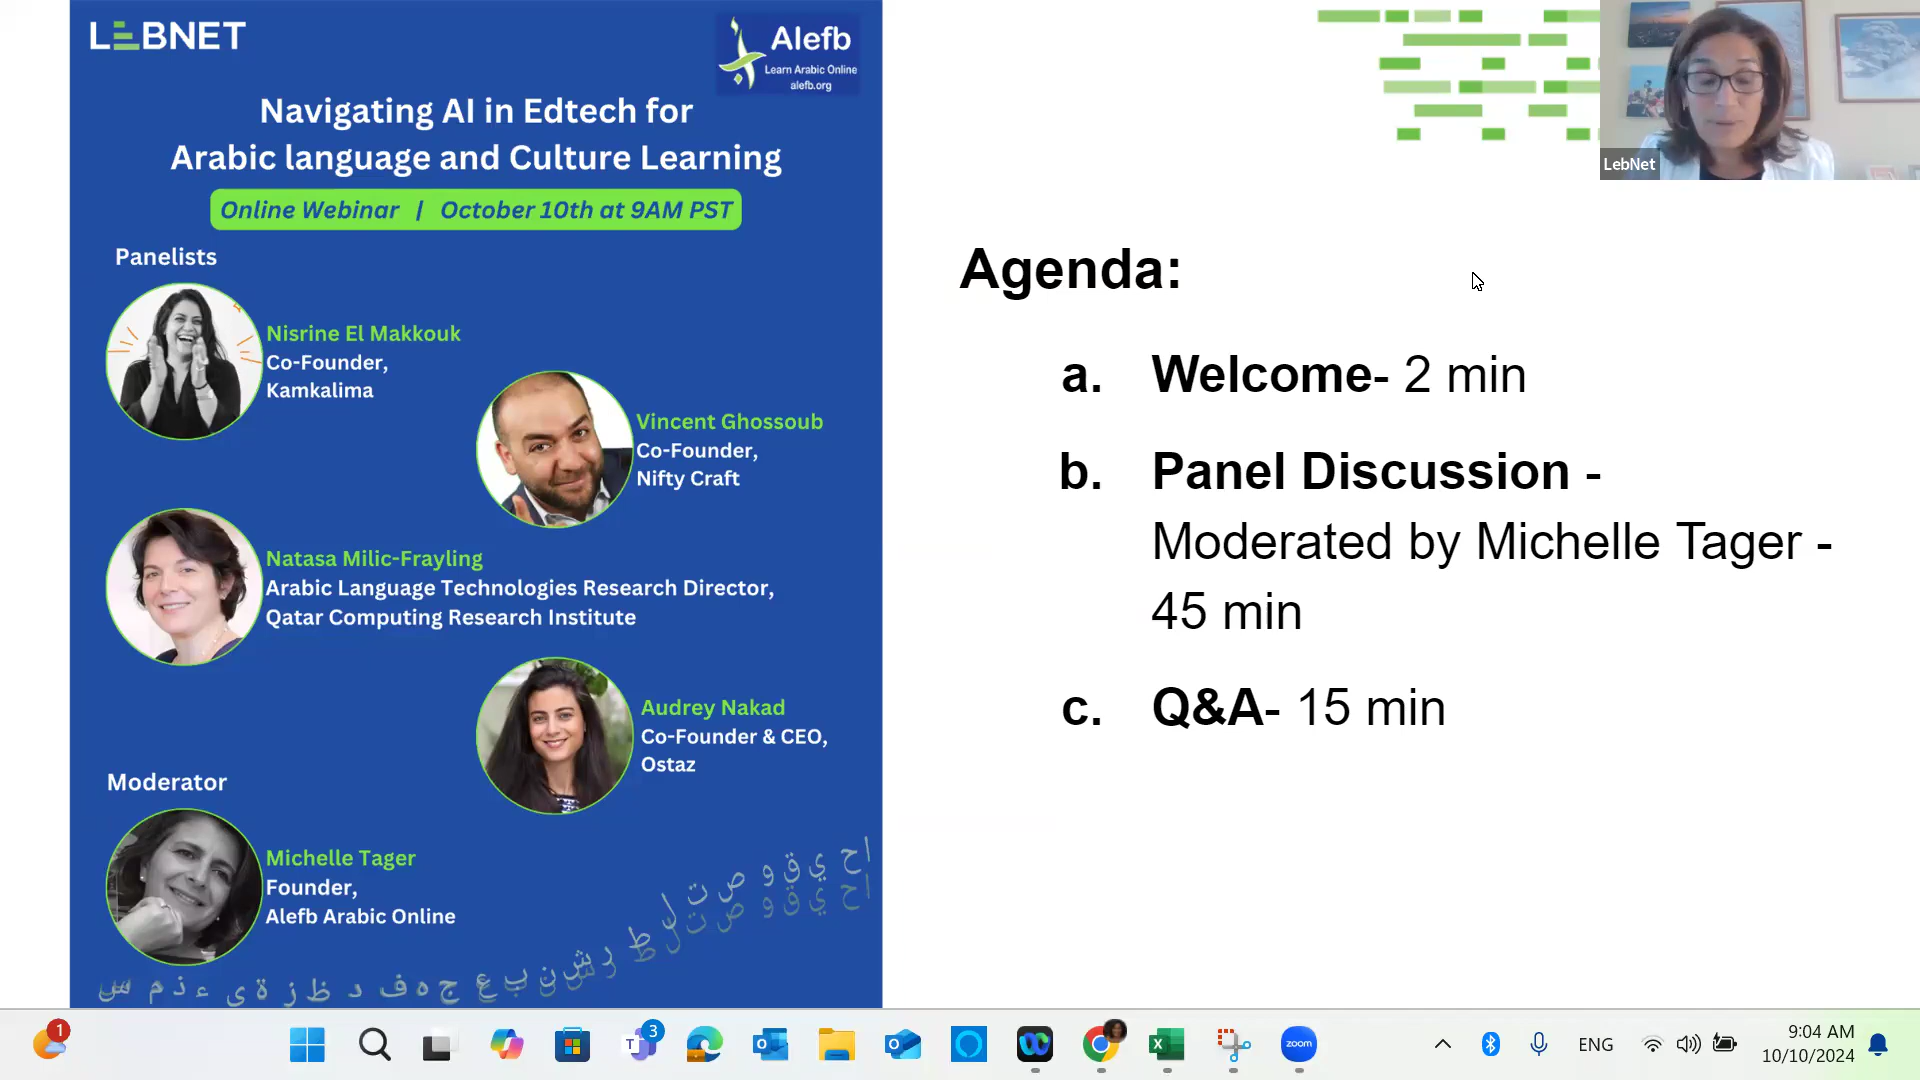 LEBNET
Alefb
Learn Arabic Online
alefb.org
Navigating AI in Edtech for
Arabic language and Culture Learning
Online Webinar | October 10th at 9AM PST
Panelists
Nisrine El Makkouk
Co-Founder,
Kamkalima
Vincent Ghossoub
Co-Founder,
Nifty Craft
Natasa Milic-Frayling
Arabic Language Technologies Research Director,
Qatar Computing Research Institute
Audrey Nakad
Co-Founder & CEO,
Ostaz
Moderator
Michelle Tager
Founder,
Alefb Arabic Online
LebNet
Agenda:
a. Welcome- 2 min
b. Panel Discussion -
Moderated by Michelle Tager -
45 min
c. Q&A- 15 min
1
3
zoom
ENG
9:04 AM
10/10/2024